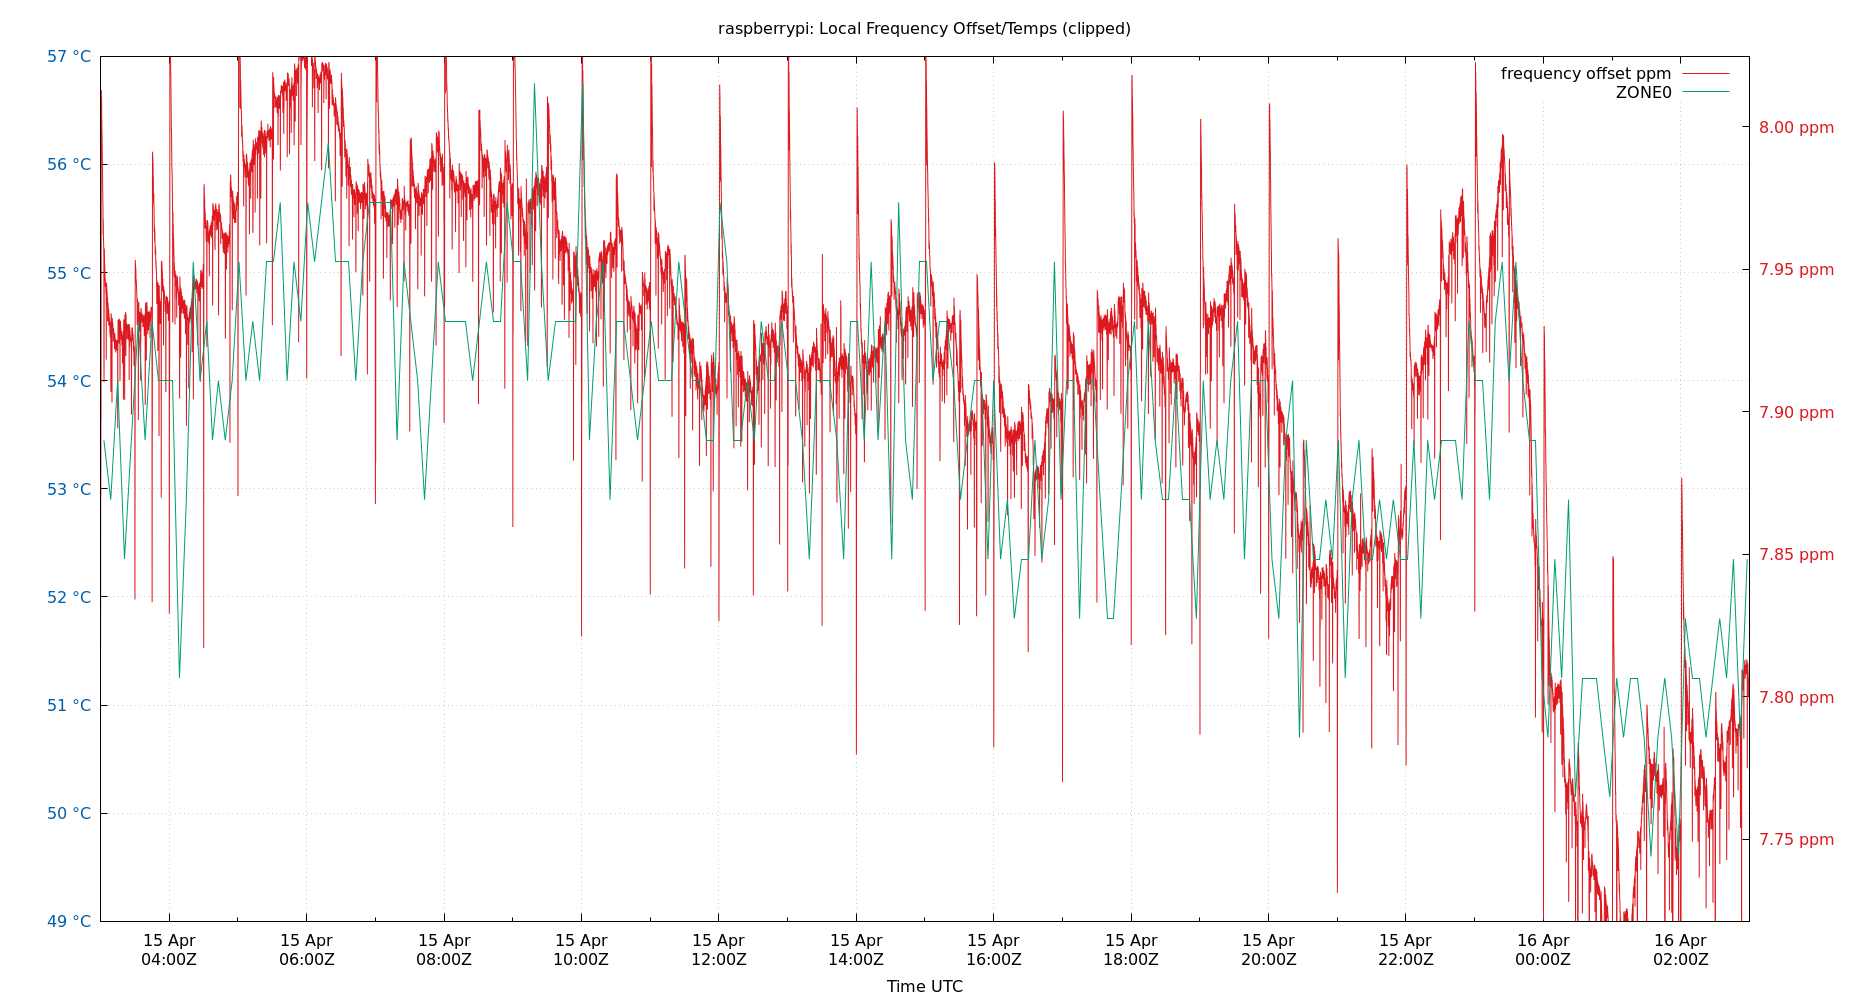 raspberrypi: Local Frequency Offset/Temps (clipped)
frequency offset ppm
ZONE0
57 °C
56 °C
55 °C
54 °C
53 °C
52 °C
51 °C
50 °C
49 °C
8.00 ppm
7.95 ppm
7.90 ppm
7.85 ppm
7.80 ppm
7.75 ppm
15 Apr 15 Apr 15 Apr 15 Apr 15 Apr 15 Apr 15 Apr 15 Apr 15 Apr 15 Apr 16 Apr 16 Apr
04:00Z 06:00Z 08:00Z 10:00Z 12:00Z 14:00Z 16:00Z 18:00Z 20:00Z 22:00Z 00:00Z 02:00Z
Time UTC